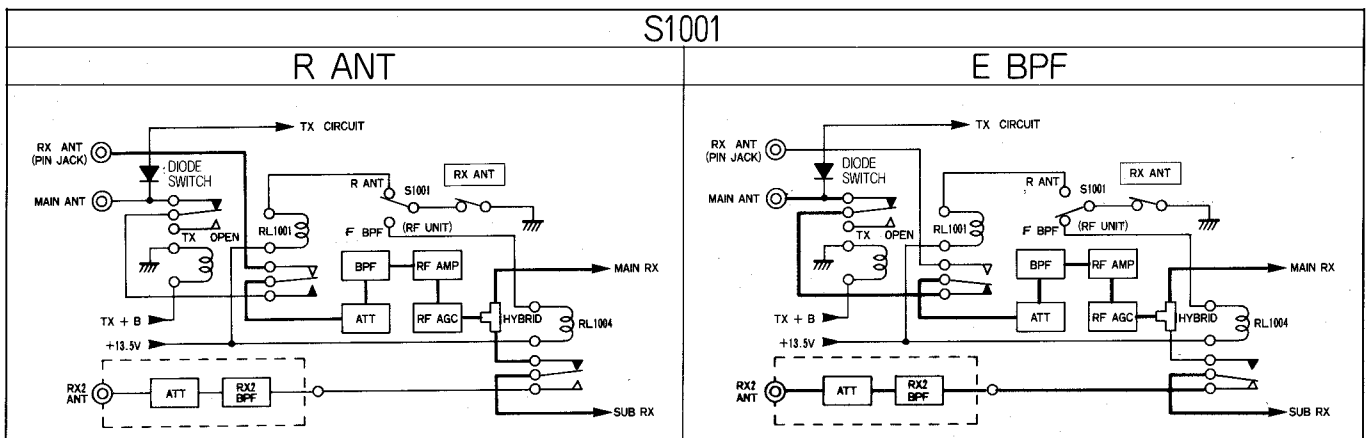 S1001
R ANT
E BPF
TX CIRCUIT
RX ANT
(PIN JACK)
DIODE
SWITCH
MAIN ANT
R ANT
S1001
RX ANT
RL1001
F BPF
(RF UNIT)
TX OPEN
BPF
RF AMP
MAIN RX
ATT
RF AGC
HYBRID
RL1004
TX + B
+13.5V
RX2
ANT
ATT
RX2
BPF
SUB RX
TX CIRCUIT
RX ANT
(PIN JACK)
DIODE
SWITCH
MAIN ANT
R ANT
S1001
RX ANT
RL1001
F BPF
(RF UNIT)
TX OPEN
BPF
RF AMP
MAIN RX
ATT
RF AGC
HYBRID
RL1004
TX + B
+13.5V
RX2
ANT
ATT
RX2
BPF
SUB RX